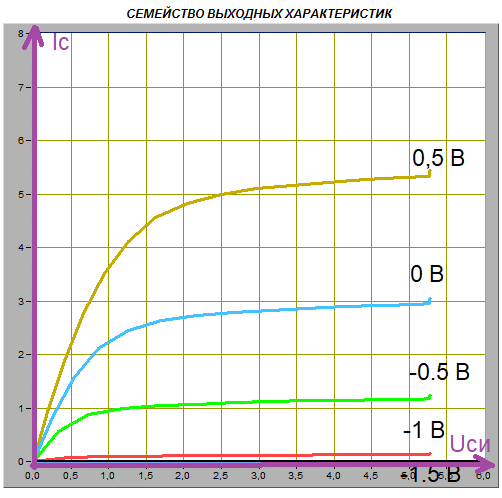 СЕМЕЙСТВО ВЫХОДНЫХ ХАРАКТЕРИСТИК
8
Ic
7
6
0,5 В
5
4
0 В
3
2
-0.5 В
1
-1 В
Uси
0
-1.5 В
0,0 0,5 1,0 1,5 2,0 2,5 3,0 3,5 4,0 4,5 5,0 5,5 6,0